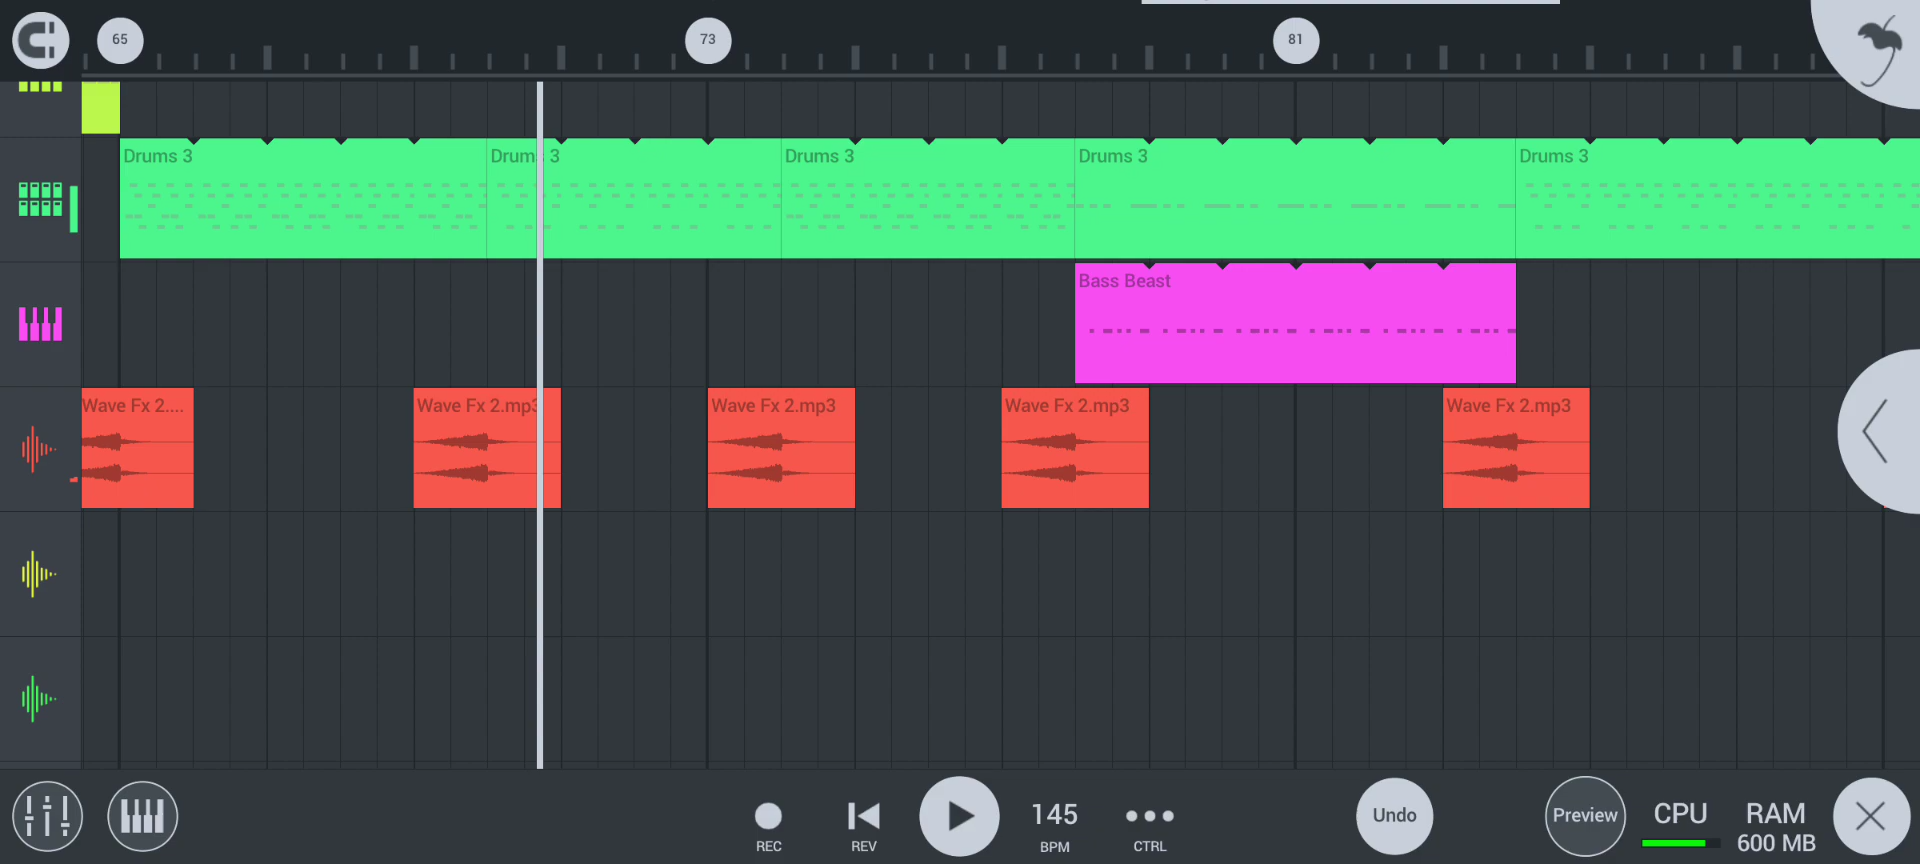 65 73 81
Drums 3 Drums 3 Drums 3 Drums 3 Drums 3
Bass Beast
Wave Fx 2.... Wave Fx 2.mp3 Wave Fx 2.mp3 Wave Fx 2.mp3 Wave Fx 2.mp3
145 Undo Preview CPU RAM
REC REV BPM CTRL 600 MB